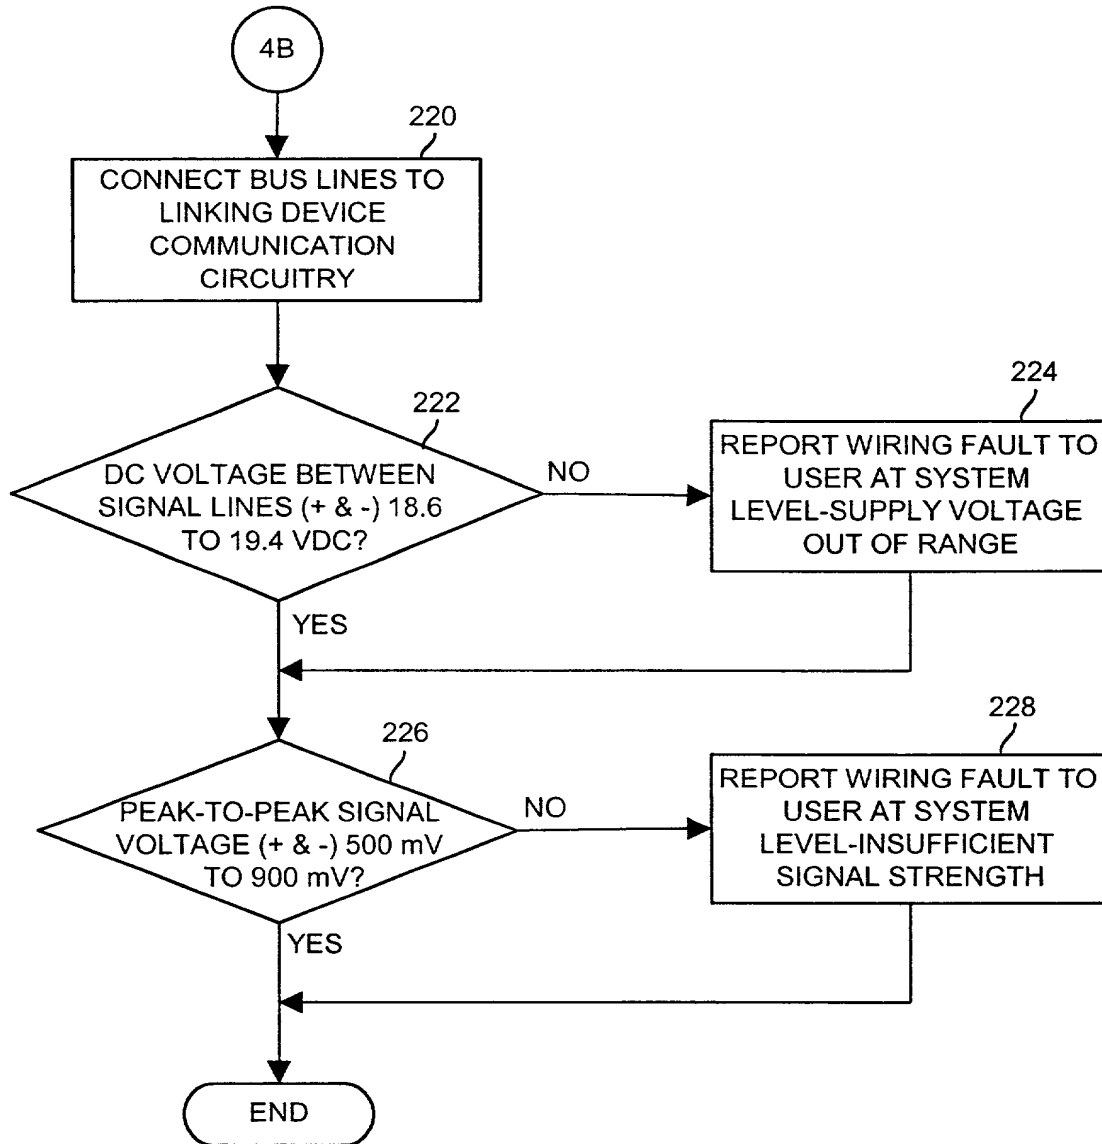 4B
220
CONNECT BUS LINES TO
LINKING DEVICE
COMMUNICATION
CIRCUITRY
222
DC VOLTAGE BETWEEN
SIGNAL LINES (+ & -) 18.6
TO 19.4 VDC?
NO
YES
224
REPORT WIRING FAULT TO
USER AT SYSTEM
LEVEL-SUPPLY VOLTAGE
OUT OF RANGE
226
PEAK-TO-PEAK SIGNAL
VOLTAGE (+ & -) 500 mV
TO 900 mV?
NO
YES
228
REPORT WIRING FAULT TO
USER AT SYSTEM
LEVEL-INSUFFICIENT
SIGNAL STRENGTH
END